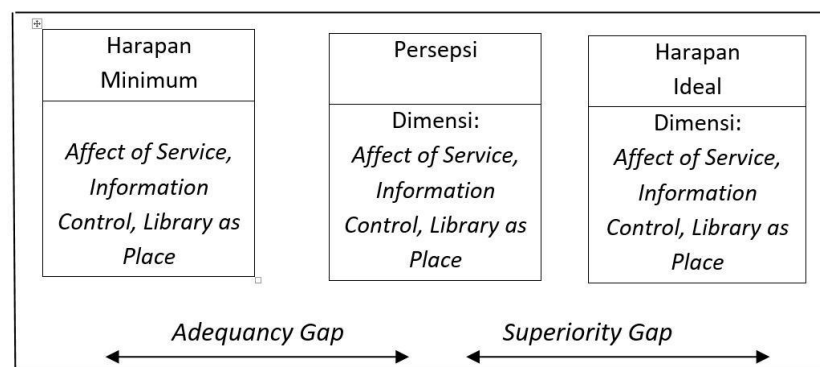 Harapan
Minimum
Affect of Service,
Information
Control, Library as
Place
Persepsi
Dimensi:
Affect of Service,
Information
Control, Library as
Place
Harapan
Ideal
Dimensi:
Affect of Service,
Information
Control, Library as
Place
Adequancy Gap
Superiority Gap